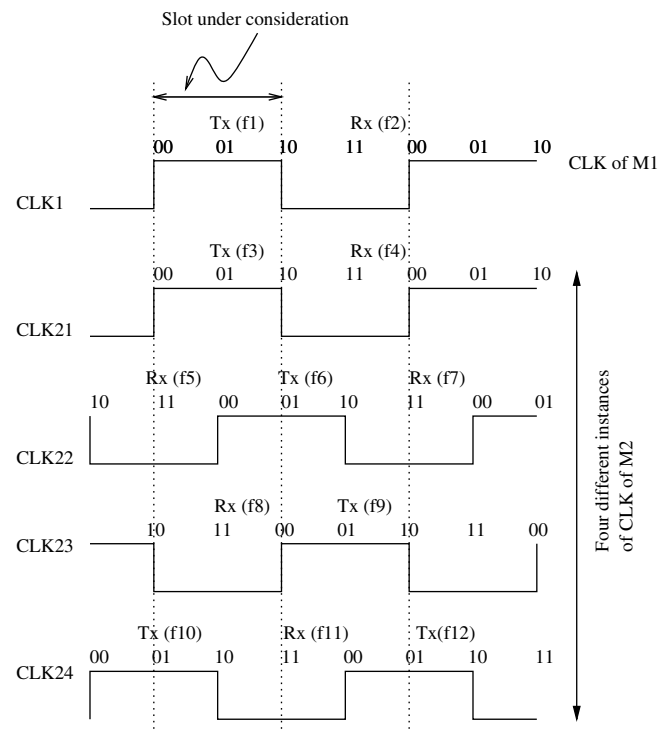 Slot under consideration
Tx (f1) Rx (f2)
00 01 10 11 00 01 10
CLK of M1
CLK1
Tx (f3) Rx (f4)
00 01 10 11 00 01 10
CLK21
Rx (f5) Tx (f6) Rx (f7)
10 11 00 01 10 11 00 01
CLK22
Rx (f8) Tx (f9)
10 11 00 01 10 11 00
CLK23
Tx (f10) Rx (f11) Tx(f12)
00 01 10 11 00 01 10 11
CLK24
Four different instances
of CLK of M2